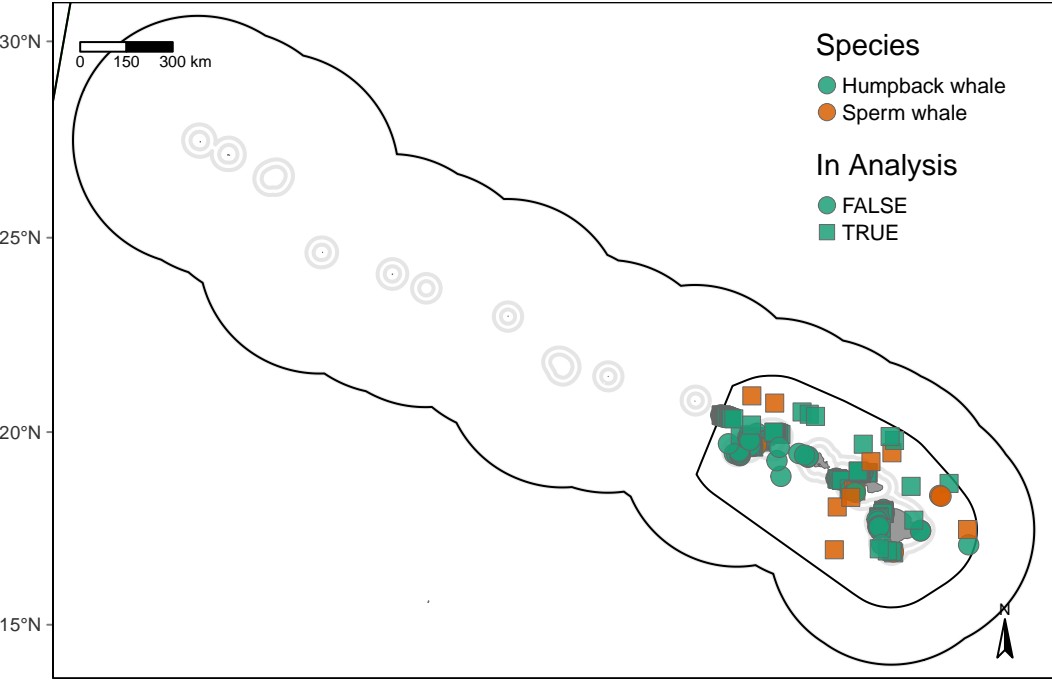 30°N
25°N
20°N
15°N
0 150 300 km
Species
Humpback whale
Sperm whale
In Analysis
FALSE
TRUE
N